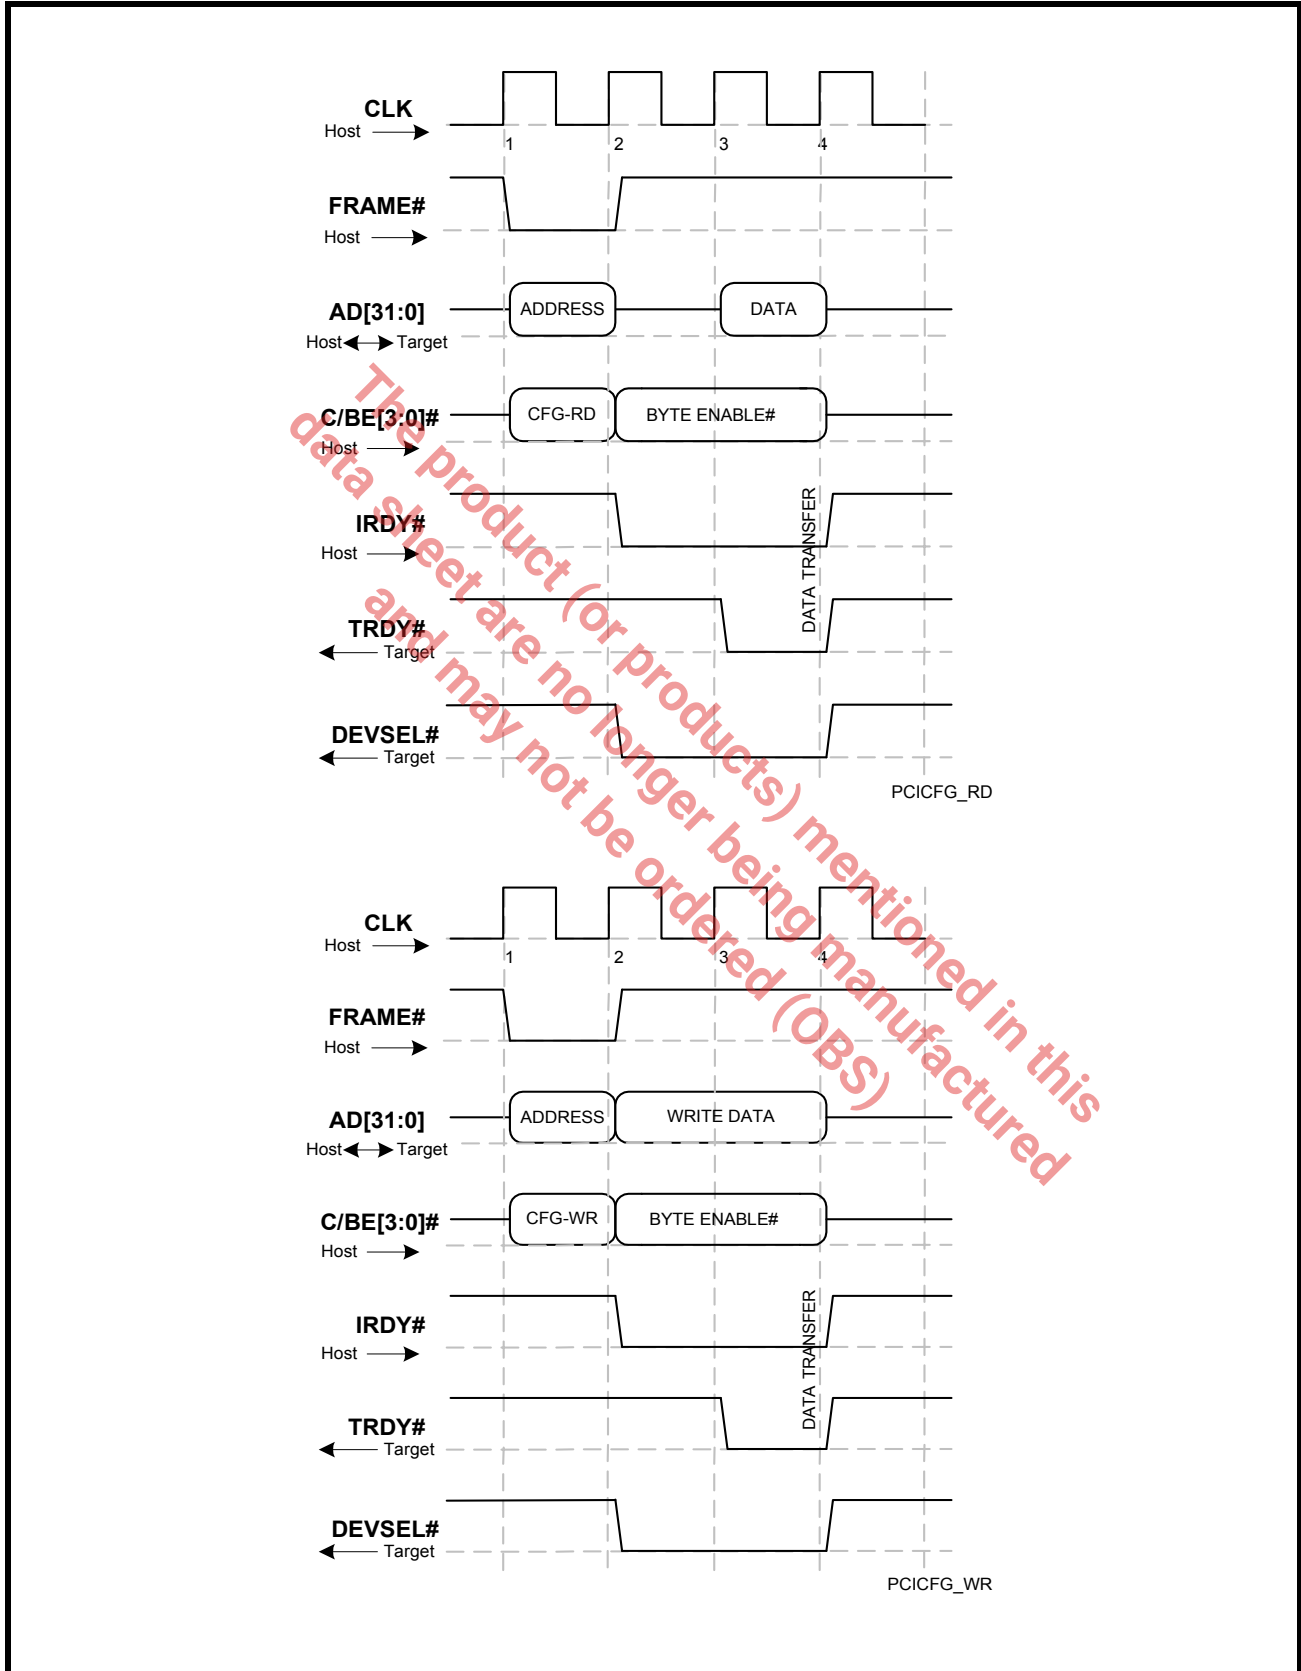 CLK
Host
1 2 3 4
FRAME#
Host
AD[31:0]
ADDRESS DATA
Host Target
C/BE[3:0]#
CFG-RD BYTE ENABLE#
Host
IRDY#
Host
DATA TRANSFER
TRDY#
Target
DEVSEL#
Target
PCICFG_RD
The product (or products) mentioned in this
data sheet are no longer being manufactured
and may not be ordered (OBS)
CLK
Host
1 2 3 4
FRAME#
Host
AD[31:0]
ADDRESS WRITE DATA
Host Target
C/BE[3:0]#
CFG-WR BYTE ENABLE#
Host
IRDY#
Host
DATA TRANSFER
TRDY#
Target
DEVSEL#
Target
PCICFG_WR